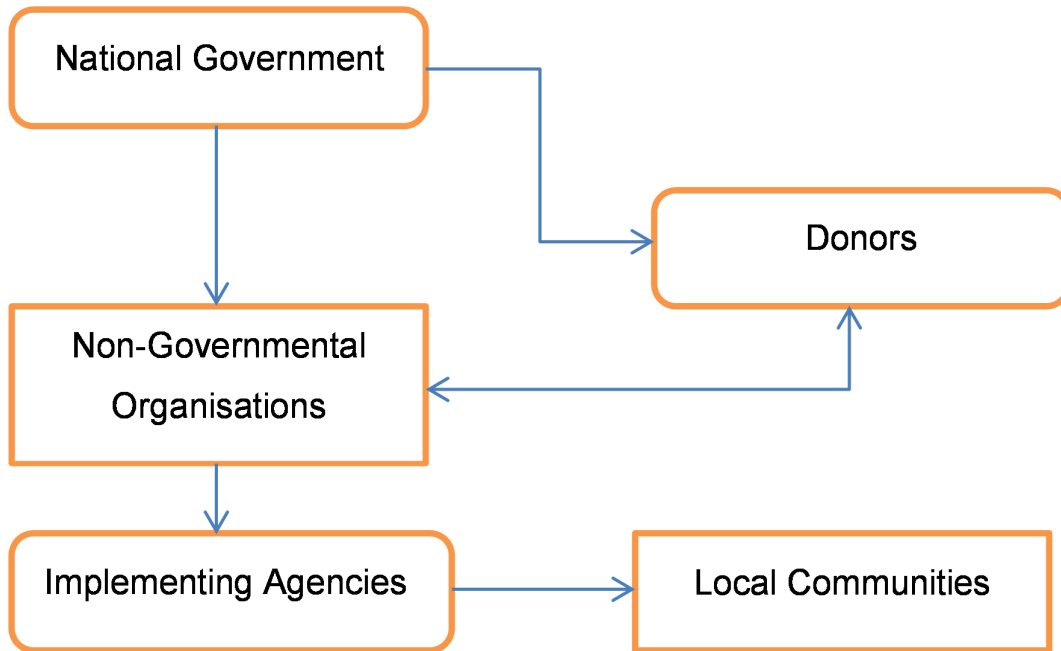 National Government
Donors
Non-Governmental
Organisations
Implementing Agencies
Local Communities